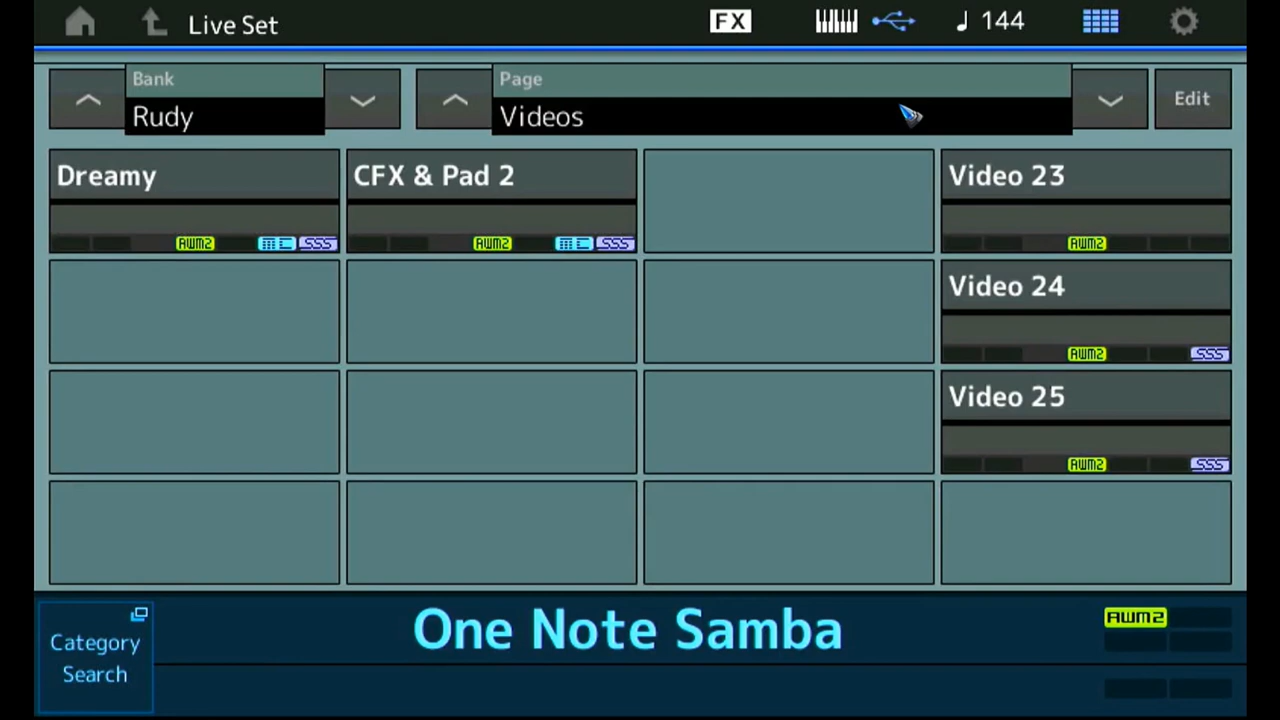 Live Set
FX
144
Bank
Rudy
Page
Videos
Edit
Dreamy
AWM2
SSS
CFX & Pad 2
AWM2
SSS
Video 23
AWM2
Video 24
AWM2
SSS
Video 25
AWM2
SSS
Category
Search
One Note Samba
AWM2